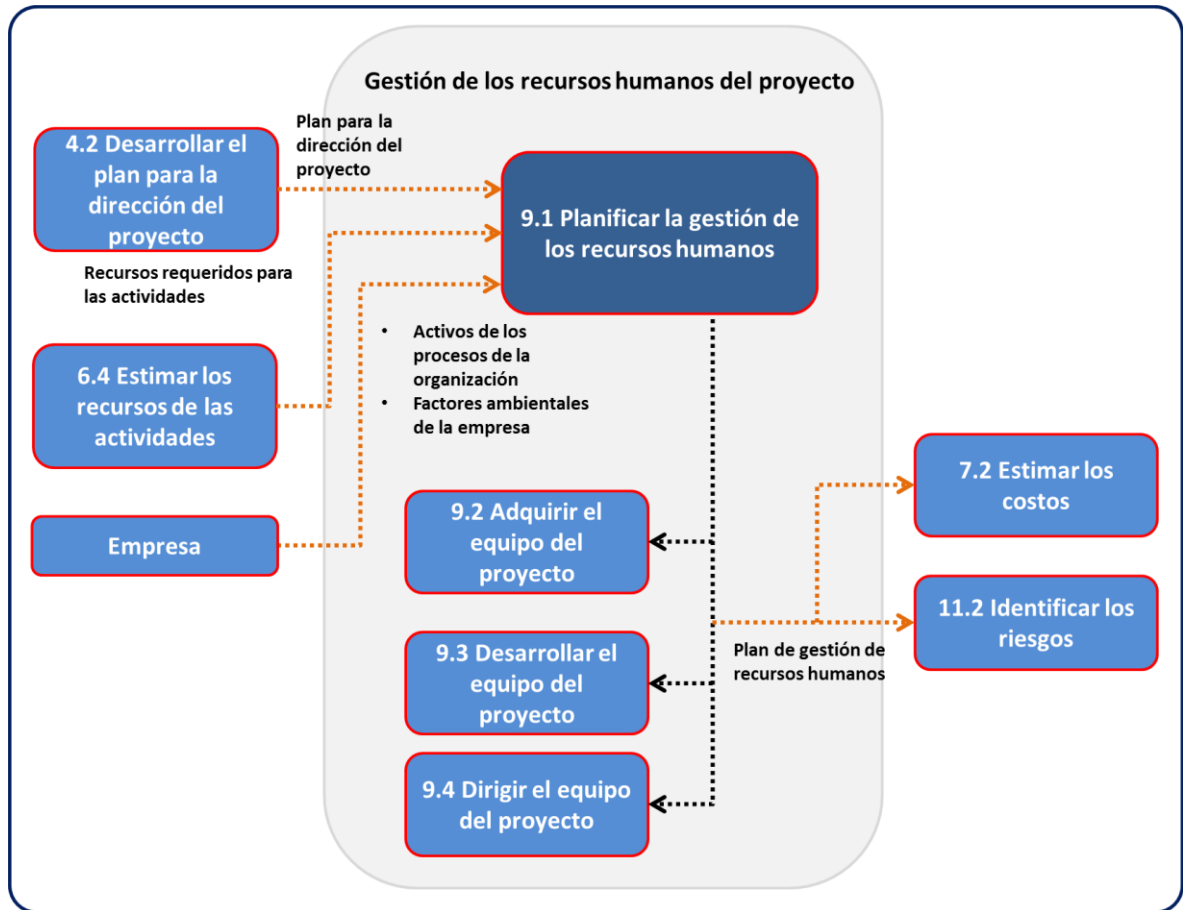 Gestión de los recursos humanos del proyecto
Plan para la
dirección del
proyecto
4.2 Desarrollar el
plan para la
dirección del
proyecto
9.1 Planificar la gestión de
los recursos humanos
Recursos requeridos para
las actividades
• Activos de los
procesos de la
organización
• Factores ambientales
de la empresa
6.4 Estimar los
recursos de las
actividades
Empresa
7.2 Estimar los
costos
9.2 Adquirir el
equipo del
proyecto
11.2 Identificar los
riesgos
9.3 Desarrollar el
equipo del
proyecto
Plan de gestión de
recursos humanos
9.4 Dirigir el equipo
del proyecto